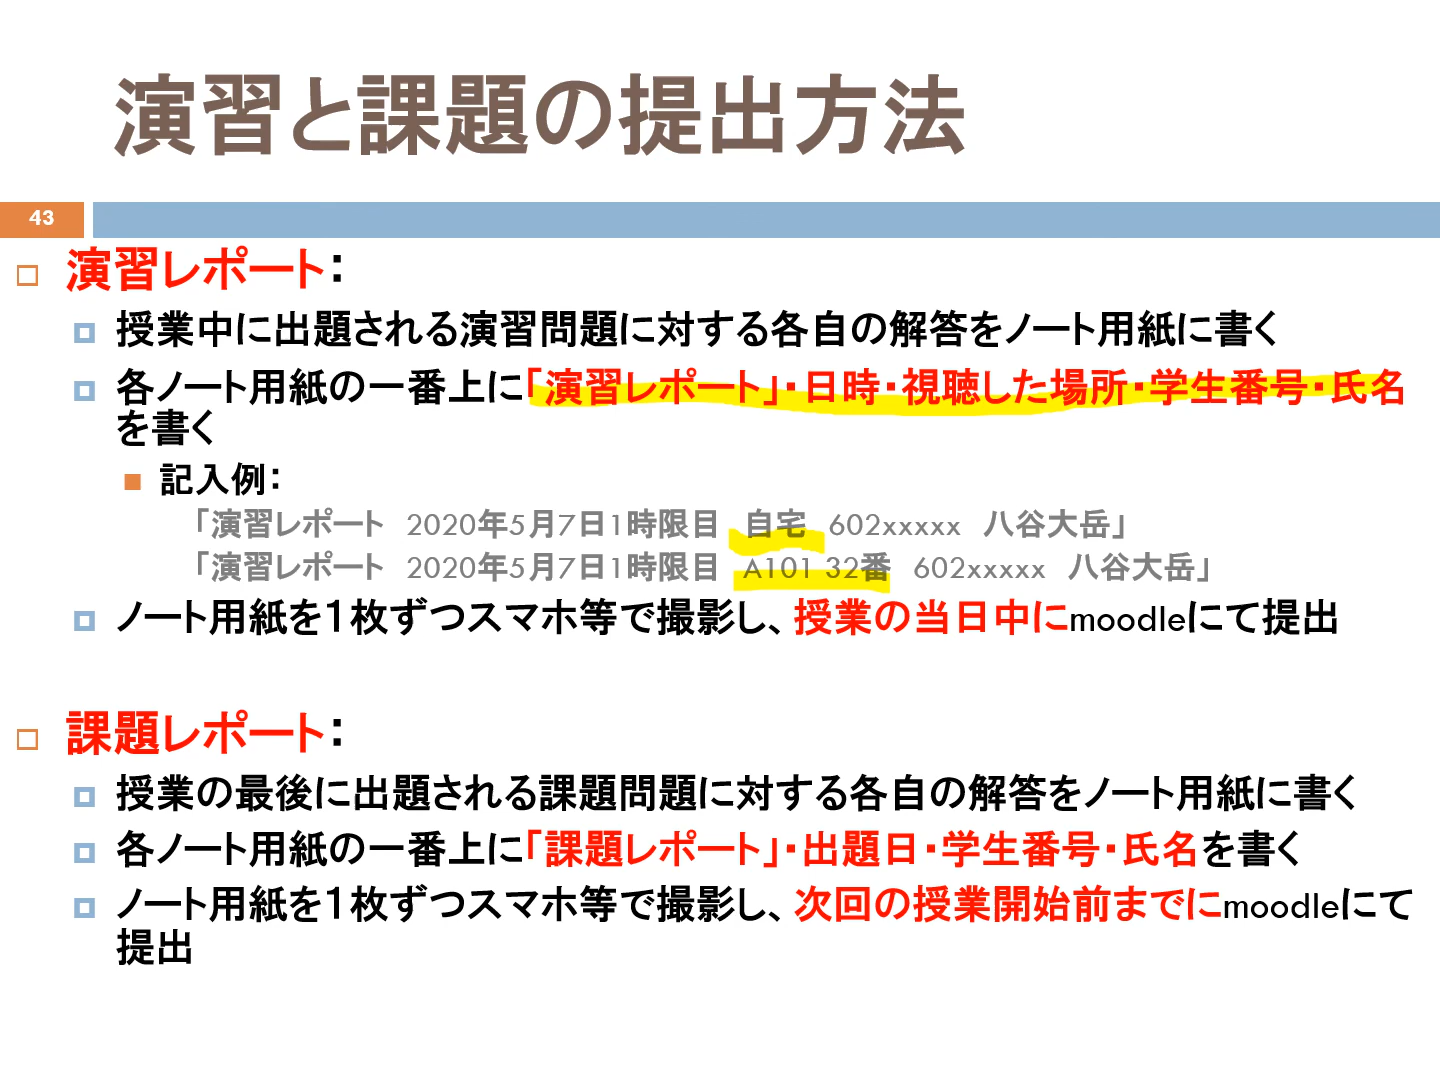 演習と課題の提出方法
43
演習レポート：
授業中に出題される演習問題に対する各自の解答をノート用紙に書く
各ノート用紙の一番上に「演習レポート」・日時・視聴した場所・学生番号・氏名
を書く
記入例：
「演習レポート　2020年5月7日1時限目　自宅　602xxxxx　八谷大岳」
「演習レポート　2020年5月7日1時限目　A101 32番　602xxxxx　八谷大岳」
ノート用紙を１枚ずつスマホ等で撮影し、授業の当日中にmoodleにて提出
課題レポート：
授業の最後に出題される課題問題に対する各自の解答をノート用紙に書く
各ノート用紙の一番上に「課題レポート」・出題日・学生番号・氏名を書く
ノート用紙を１枚ずつスマホ等で撮影し、次回の授業開始前までにmoodleにて
提出